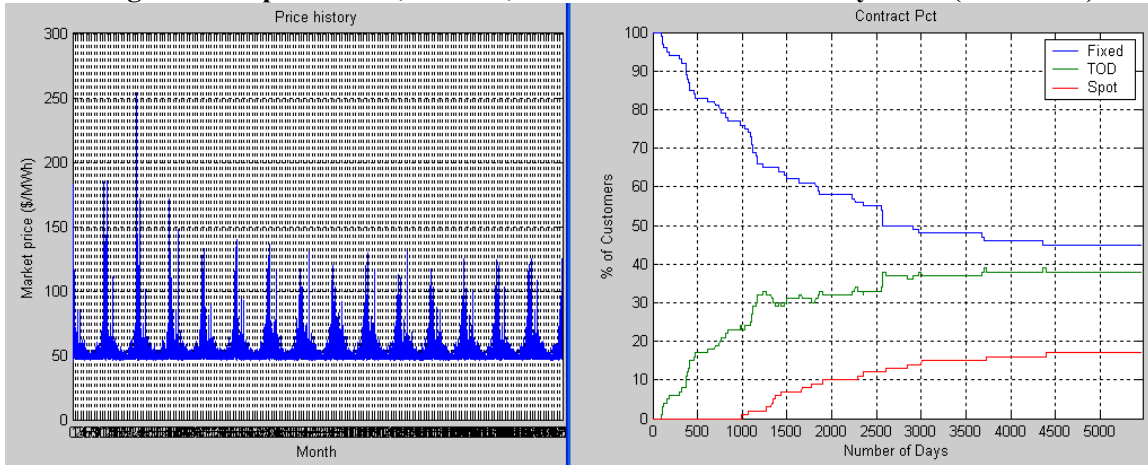 Price history
300
250
200
150
100
50
0
Market price ($/MWh)
Month
Contract Pct
100
90
80
70
60
50
40
30
20
10
0
% of Customers
Fixed
TOD
Spot
0 500 1000 1500 2000 2500 3000 3500 4000 4500 5000
Number of Days